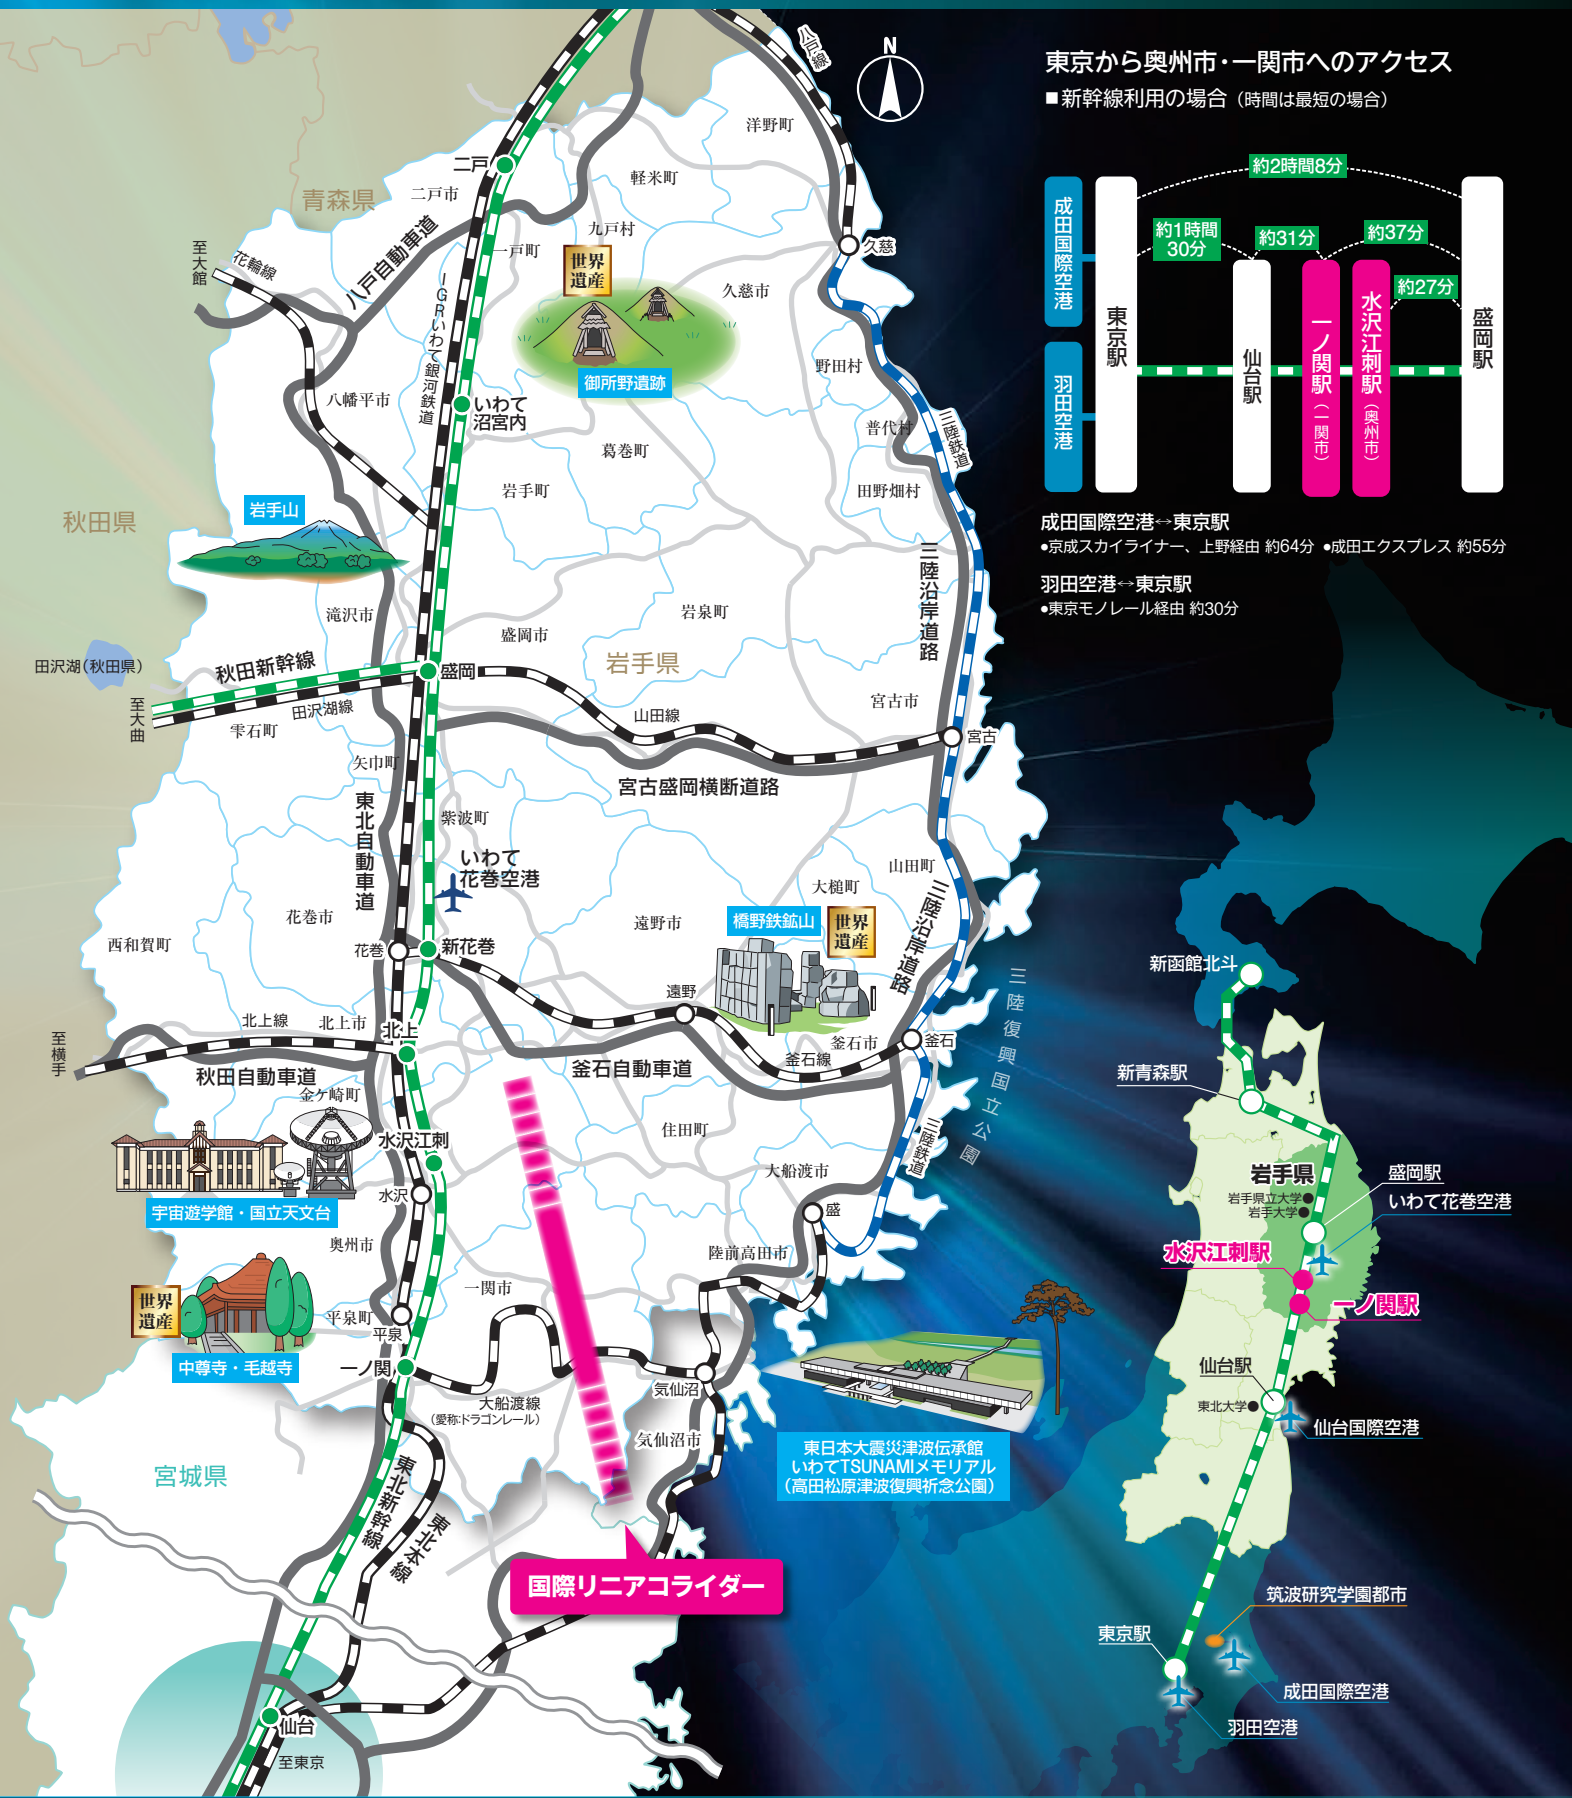 N
八戸線
洋野町
二戸
二戸市
軽米町
青森県
九戸村
一戸町
世界
遺産
八戸自動車道
花輪線
至大館
久慈
久慈市
IGRいわて銀河鉄道
御所野遺跡
野田村
八幡平市
いわて
沼宮内
三陸鉄道
普代村
葛巻町
岩手町
田野畑村
岩手山
秋田県
三陸沿岸道路
滝沢市
岩泉町
盛岡市
岩手県
田沢湖(秋田県)
秋田新幹線
盛岡
至大曲
田沢湖線
雫石町
山田線
宮古市
宮古
矢巾町
宮古盛岡横断道路
東北自動車道
紫波町
いわて
花巻空港
山田町
大槌町
三陸沿岸道路
花巻市
遠野市
橋野鉄鉱山
世界
遺産
西和賀町
花巻
新花巻
三陸復興国立公園
遠野
北上線
北上市
北上
至横手
釜石市
釜石
釜石線
秋田自動車道
釜石自動車道
金ケ崎町
水沢江刺
住田町
三陸鉄道
大船渡市
水沢
盛
宇宙遊学館・国立天文台
奥州市
陸前高田市
世界
遺産
一関市
平泉町
平泉
中尊寺・毛越寺
一ノ関
大船渡線
(愛称:ドラゴンレール)
気仙沼
気仙沼市
東日本大震災津波伝承館
いわてTSUNAMIメモリアル
(高田松原津波復興祈念公園)
宮城県
東北新幹線
東北本線
国際リニアコライダー
仙台
至東京
東京から奥州市・一関市へのアクセス
■新幹線利用の場合(時間は最短の場合)
約2時間8分
成田国際空港
羽田空港
東京駅
約1時間
30分
約31分
約37分
約27分
仙台駅
一ノ関駅(一関市)
水沢江刺駅(奥州市)
盛岡駅
成田国際空港↔東京駅
●京成スカイライナー、上野経由 約64分 ●成田エクスプレス 約55分
羽田空港↔東京駅
●東京モノレール経由 約30分
新函館北斗
新青森駅
岩手県
岩手県立大学●
岩手大学●
盛岡駅
いわて花巻空港
水沢江刺駅
一ノ関駅
仙台駅
東北大学●
仙台国際空港
筑波研究学園都市
東京駅
成田国際空港
羽田空港